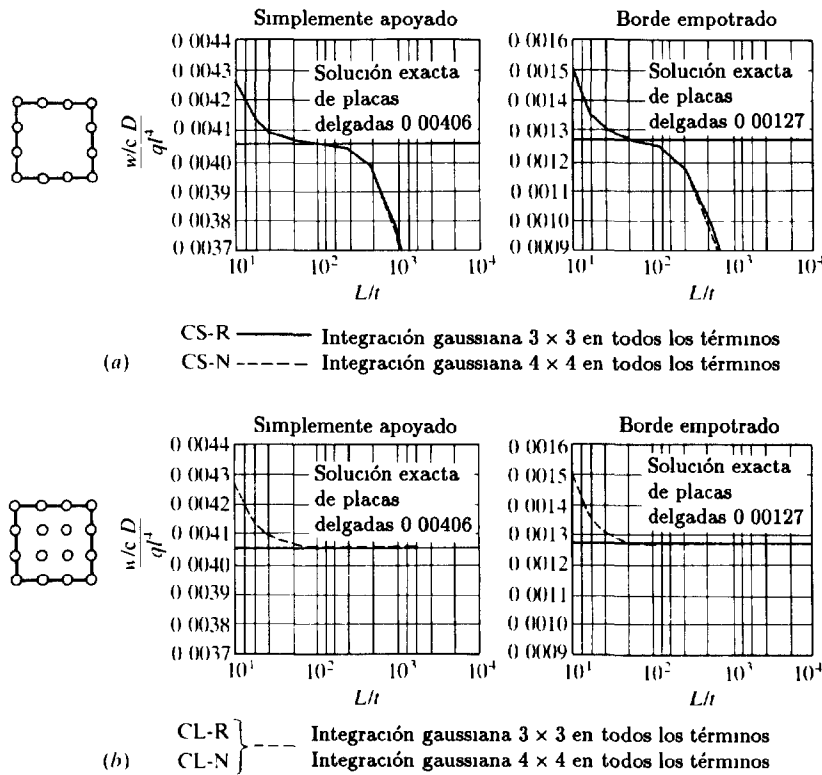 Simplemente apoyado
0 0044
0 0043
0 0042
0 0041
0 0040
0 0039
0 0038
0 0037
w/c D
ql⁴
Solución exacta
de placas
delgadas 0 00406
10¹ 10² 10³ 10⁴
L/t
Borde empotrado
0 0016
0 0015
0 0014
0 0013
0 0012
0 0011
0 0010
0 0009
Solución exacta
de placas
delgadas 0 00127
10¹ 10² 10³ 10⁴
L/t
CS-R Integración gaussiana 3 × 3 en todos los términos
(a) CS-N Integración gaussiana 4 × 4 en todos los términos
Simplemente apoyado
0 0044
0 0043
0 0042
0 0041
0 0040
0 0039
0 0038
0 0037
w/c D
ql⁴
Solución exacta
de placas
delgadas 0 00406
10¹ 10² 10³ 10⁴
L/t
Borde empotrado
0 0016
0 0015
0 0014
0 0013
0 0012
0 0011
0 0010
0 0009
Solución exacta
de placas
delgadas 0 00127
10¹ 10² 10³ 10⁴
L/t
CL-R Integración gaussiana 3 × 3 en todos los términos
(b) CL-N Integración gaussiana 4 × 4 en todos los términos